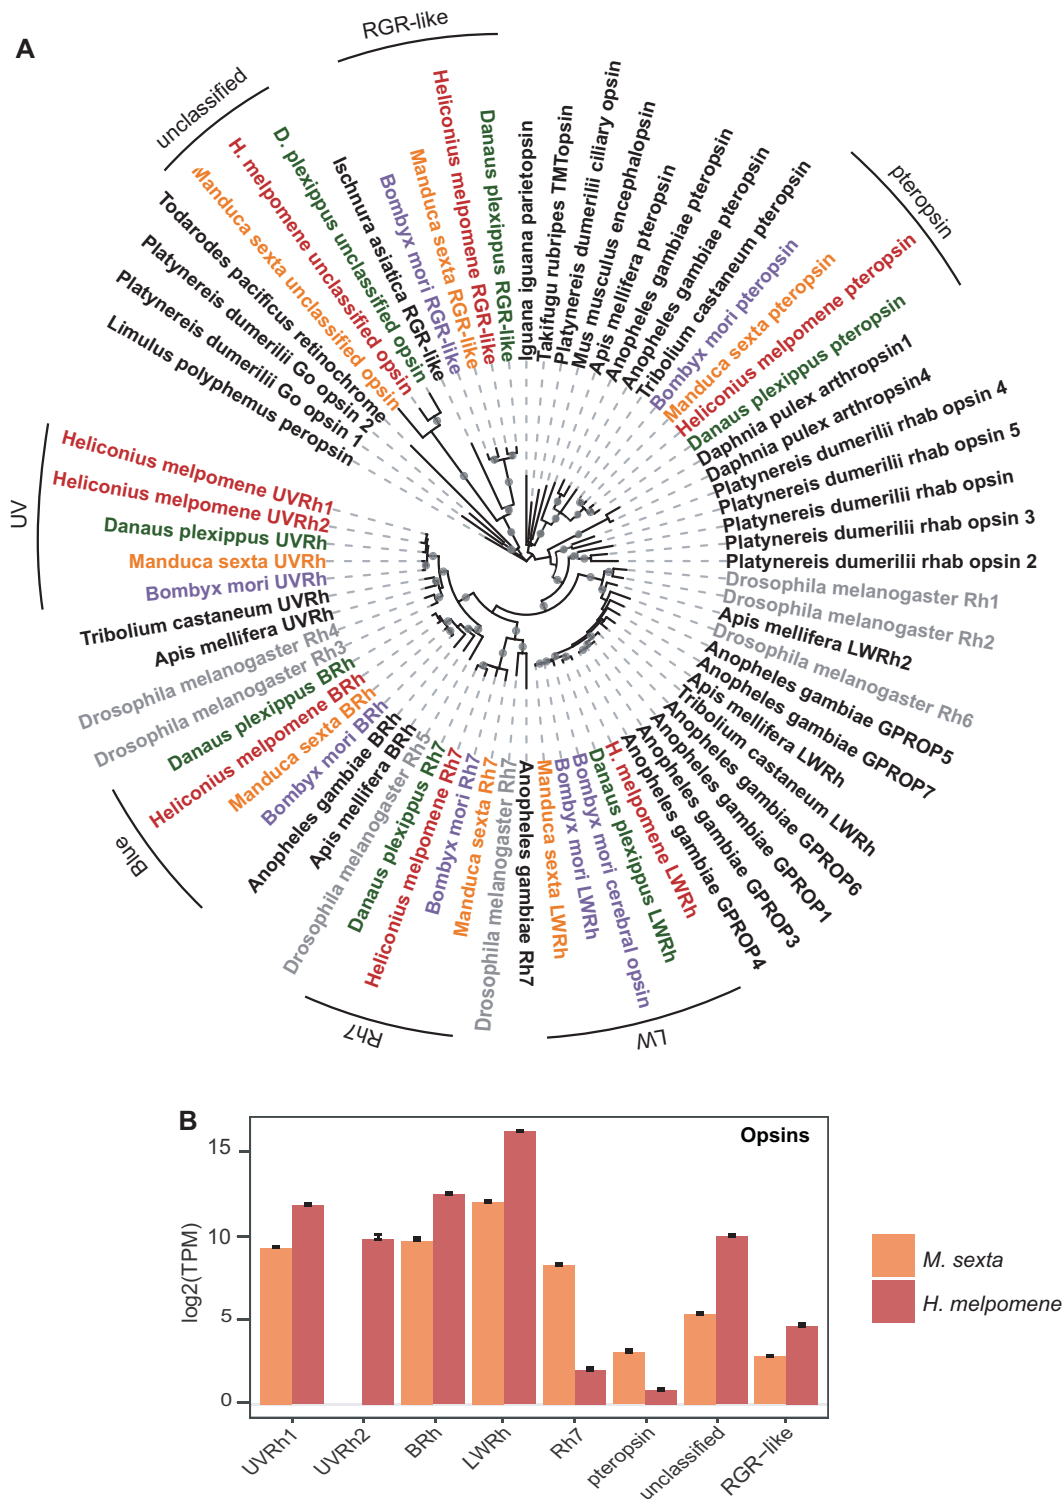 A
RGR-like
unclassified
pteropsin
UV
Blue
Rh7
LW
Limulus polyphemus peropsin
Platynereis dumerilii Go opsin 1
Platynereis dumerilii Go opsin 2
Todarodes pacificus retinochrome
Manduca sexta unclassified opsin
H. melpomene unclassified opsin
D. plexippus unclassified opsin
Ischnura asiatica RGR-like
Bombyx mori RGR-like
Manduca sexta RGR-like
Heliconius melpomene RGR-like
Danaus plexippus RGR-like
Iguana iguana parietopsin
Takifugu rubripes TMTopsin
Platynereis dumerilii ciliary opsin
Mus musculus encephalopsin
Apis mellifera pteropsin
Anopheles gambiae pteropsin
Anopheles gambiae pteropsin
Tribolium castaneum pteropsin
Bombyx mori pteropsin
Manduca sexta pteropsin
Heliconius melpomene pteropsin
Danaus plexippus pteropsin
Daphnia pulex arthropsin1
Daphnia pulex arthropsin4
Platynereis dumerilii rhab opsin 4
Platynereis dumerilii rhab opsin 5
Platynereis dumerilii rhab opsin
Platynereis dumerilii rhab opsin 3
Platynereis dumerilii rhab opsin 2
Drosophila melanogaster Rh1
Drosophila melanogaster Rh2
Apis mellifera LWRh2
Drosophila melanogaster Rh6
Anopheles gambiae GPROP5
Anopheles gambiae GPROP7
Apis mellifera LWRh
Tribolium castaneum LWRh
Anopheles gambiae GPROP6
Anopheles gambiae GPROP1
Anopheles gambiae GPROP3
Anopheles gambiae GPROP4
H. melpomene LWRh
Danaus plexippus LWRh
Bombyx mori cerebral opsin
Bombyx mori LWRh
Manduca sexta LWRh
Anopheles gambiae Rh7
Drosophila melanogaster Rh7
Manduca sexta Rh7
Bombyx mori Rh7
Heliconius melpomene Rh7
Danaus plexippus Rh7
Drosophila melanogaster Rh5
Apis mellifera BRh
Anopheles gambiae BRh
Bombyx mori BRh
Manduca sexta BRh
Heliconius melpomene BRh
Danaus plexippus BRh
Drosophila melanogaster Rh3
Drosophila melanogaster Rh4
Apis mellifera UVRh
Tribolium castaneum UVRh
Bombyx mori UVRh
Manduca sexta UVRh
Danaus plexippus UVRh
Heliconius melpomene UVRh2
Heliconius melpomene UVRh1
B
Opsins
log2(TPM)
15
10
5
0
UVRh1
UVRh2
BRh
LWRh
Rh7
pteropsin
unclassified
RGR−like
M. sexta
H. melpomene